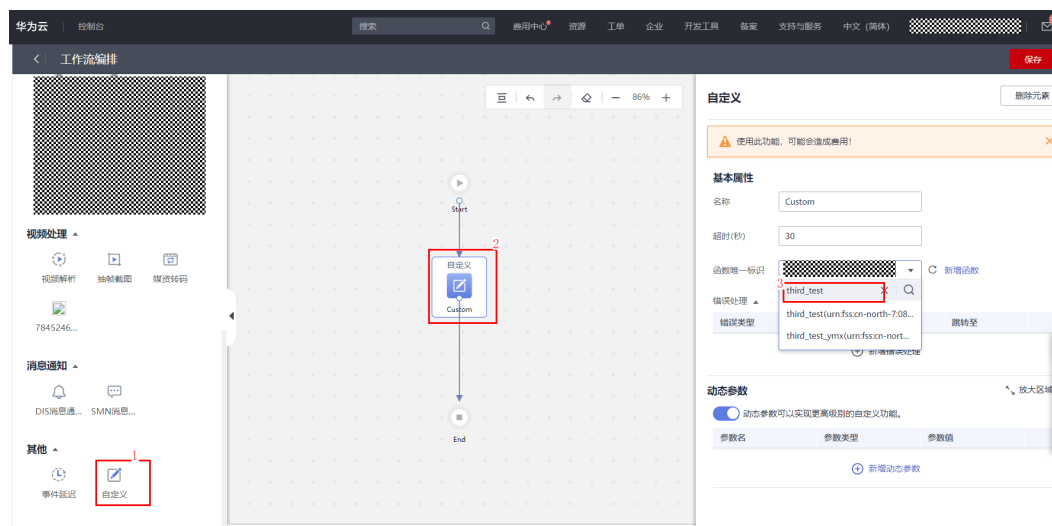 华为云 控制台 搜索 费用中心 资源 工单 企业 开发工具 备案 支持与服务 中文 (简体)
工作流编排 保存
视频处理
视频解析 抽帧截图 媒资转码
7845246...
消息通知
DIS消息通... SMN消息...
其他
1
事件延迟 自定义
86%
Start
2
自定义
Custom
End
自定义 删除元素
使用此功能，可能会造成费用!
基本属性
名称 Custom
超时(秒) 30
函数唯一标识 新增函数
3
third_test
third_test(urn:fss:cn-north-7:08...
third_test_ymx(urn:fss:cn-nort...
错误处理
错误类型 跳转至
新增错误处理
动态参数 放大区域
动态参数可以实现更高级别的自定义功能。
参数名 参数类型 参数值
新增动态参数